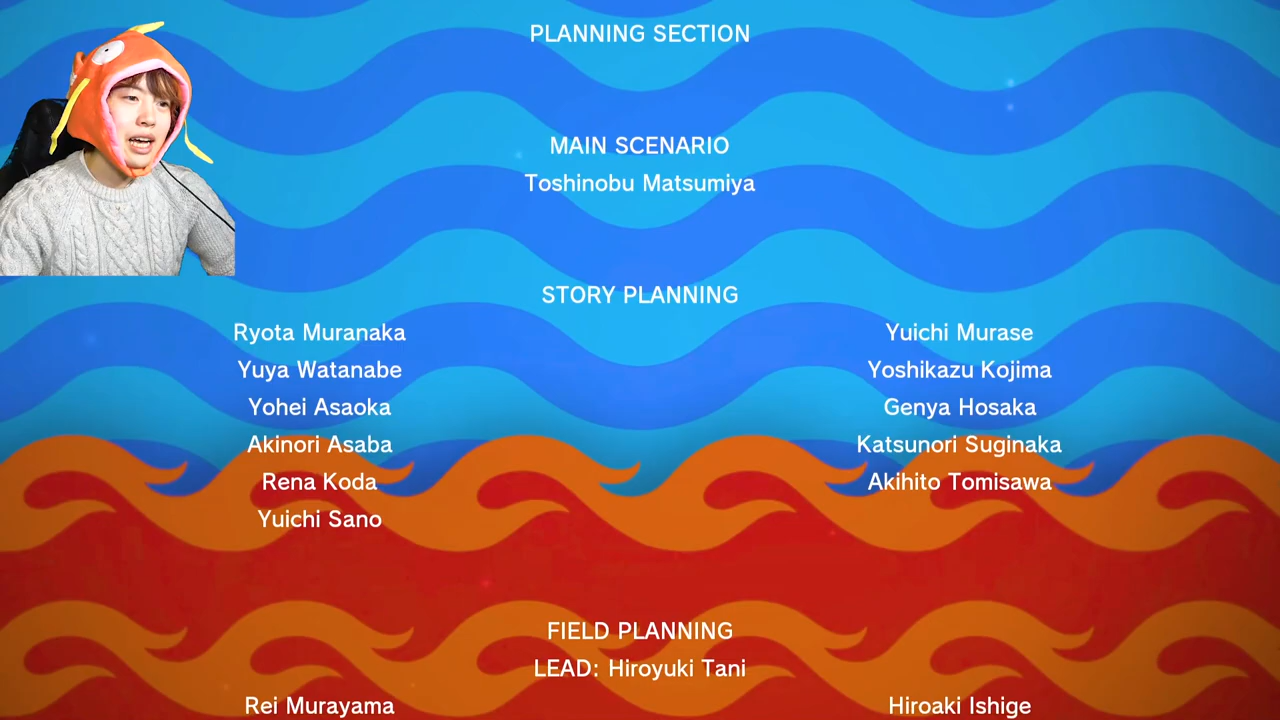 PLANNING SECTION
MAIN SCENARIO
Toshinobu Matsumiya
STORY PLANNING
Ryota Muranaka
Yuichi Murase
Yuya Watanabe
Yoshikazu Kojima
Yohei Asaoka
Genya Hosaka
Akinori Asaba
Katsunori Suginaka
Rena Koda
Akihito Tomisawa
Yuichi Sano
FIELD PLANNING
LEAD: Hiroyuki Tani
Rei Murayama
Hiroaki Ishige